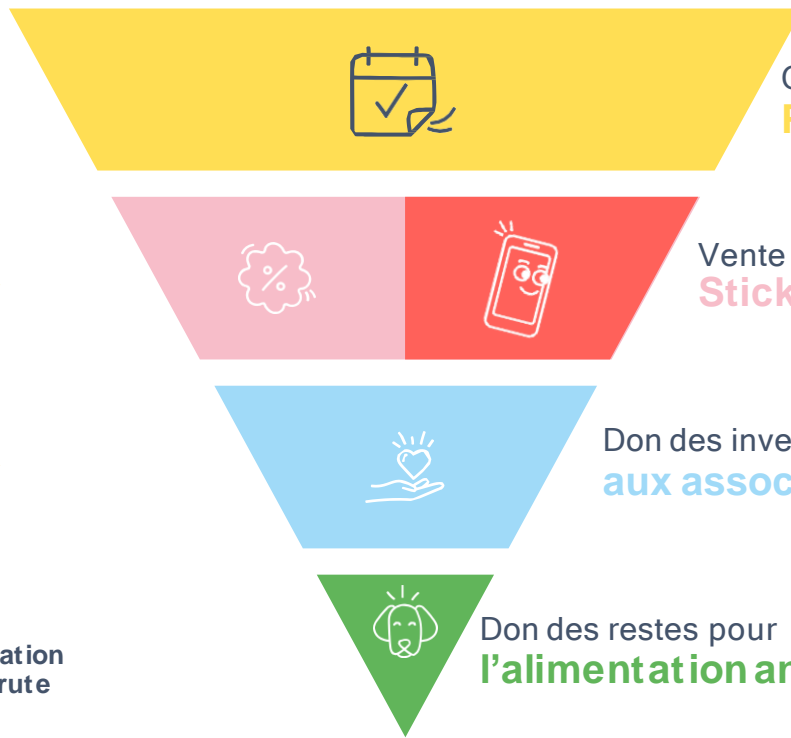 Vente
Stick
Don des inve
aux assoc
Don des restes pour
l'alimentation an
ation
rute